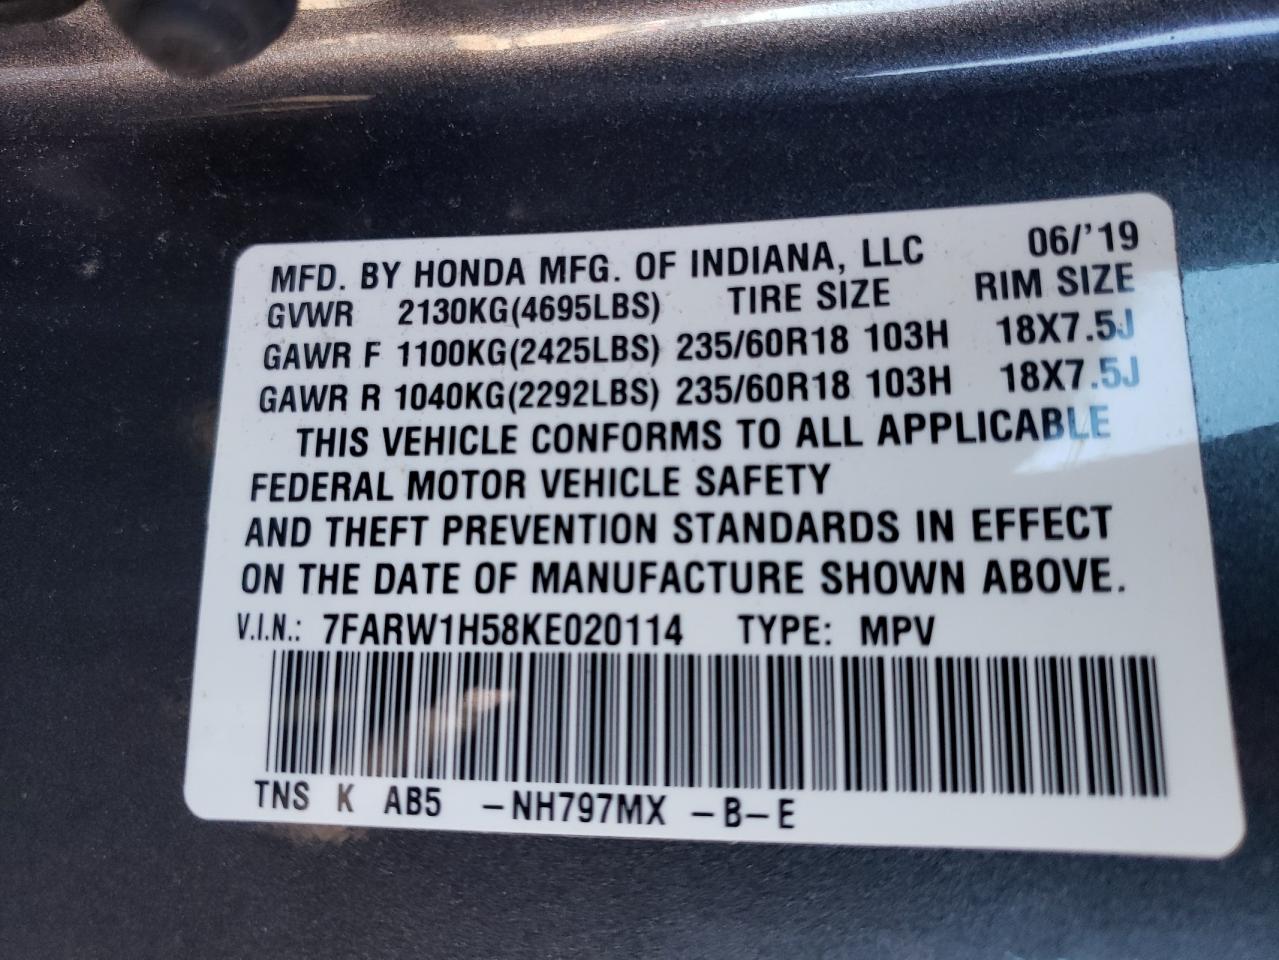 MFD. BY HONDA MFG. OF INDIANA, LLC 06/'19
GVWR 2130KG(4695LBS) TIRE SIZE RIM SIZE
GAWR F 1100KG(2425LBS) 235/60R18 103H 18X7.5J
GAWR R 1040KG(2292LBS) 235/60R18 103H 18X7.5J
THIS VEHICLE CONFORMS TO ALL APPLICABLE
FEDERAL MOTOR VEHICLE SAFETY
AND THEFT PREVENTION STANDARDS IN EFFECT
ON THE DATE OF MANUFACTURE SHOWN ABOVE.
V.I.N.: 7FARW1H58KE020114 TYPE: MPV
TNS K AB5 -NH797MX -B-E